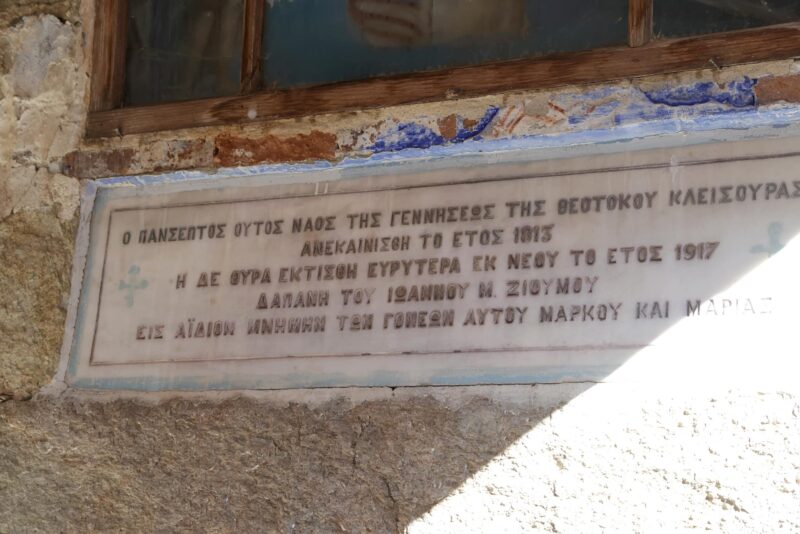 Ο ΠΑΝΣΕΠΤΟΣ ΟΥΤΟΣ ΝΑΟΣ ΤΗΣ ΓΕΝΝΗΣΕΩΣ ΤΗΣ ΘΕΟΤΟΚΟΥ ΚΛΕΙΣΟΥΡΑΣ
ΑΝΕΚΑΙΝΙΣΘΗ ΤΟ ΕΤΟΣ 1813
Η ΔΕ ΘΥΡΑ ΕΚΤΙΣΘΗ ΕΥΡΥΤΕΡΑ ΕΚ ΝΕΟΥ ΤΟ ΕΤΟΣ 1917
ΔΑΠΑΝΗ ΤΟΥ ΙΩΑΝΝΟΥ Μ. ΖΙΟΥΜΟΥ
ΕΙΣ ΑΪΔΙΟΝ ΜΝΗΜΗΝ ΤΩΝ ΓΟΝΕΩΝ ΑΥΤΟΥ ΜΑΡΚΟΥ ΚΑΙ ΜΑΡΙΑΣ